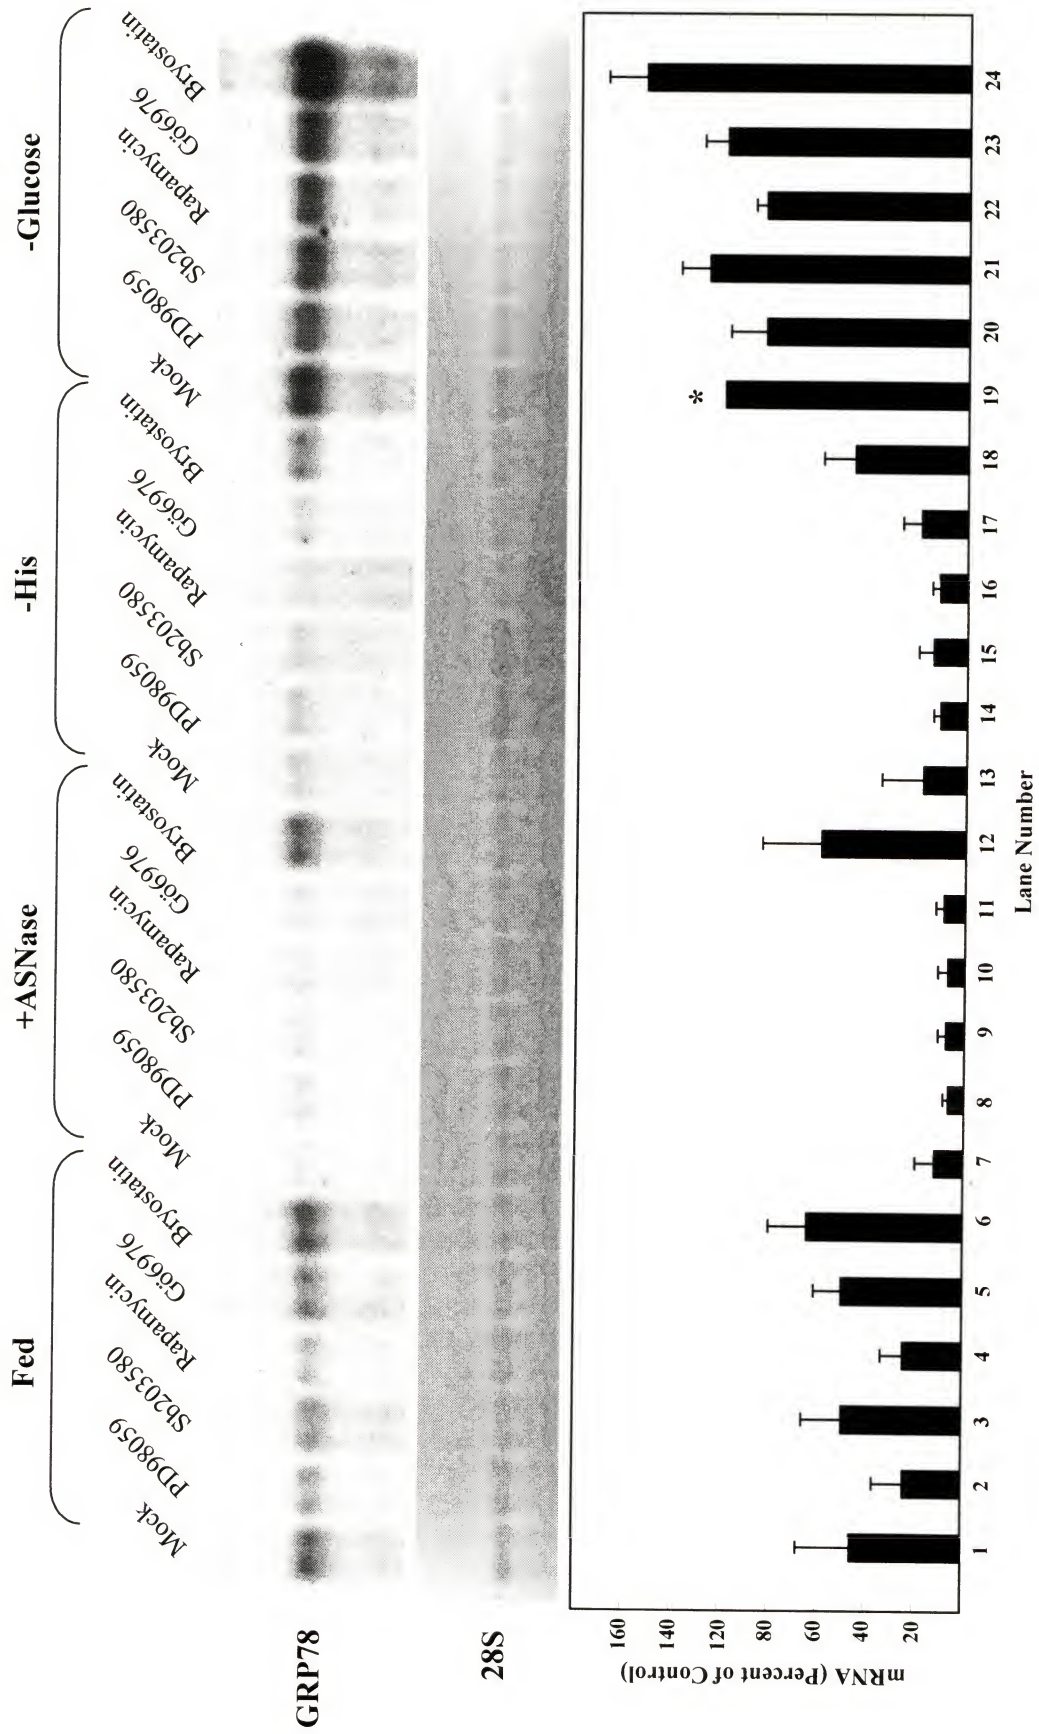 Fed
+ASNase
-His
-Glucose
Mock
PD98059
Sb203580
Rapamycin
Gö6976
Bryostatin
Mock
PD98059
Sb203580
Rapamycin
Gö6976
Bryostatin
Mock
PD98059
Sb203580
Rapamycin
Gö6976
Bryostatin
Mock
PD98059
Sb203580
Rapamycin
Gö6976
Bryostatin
GRP78
28S
mRNA (Percent of Control)
160
140
120
100
80
60
40
20
*
1 2 3 4 5 6 7 8 9 10 11 12 13 14 15 16 17 18 19 20 21 22 23 24
Lane Number